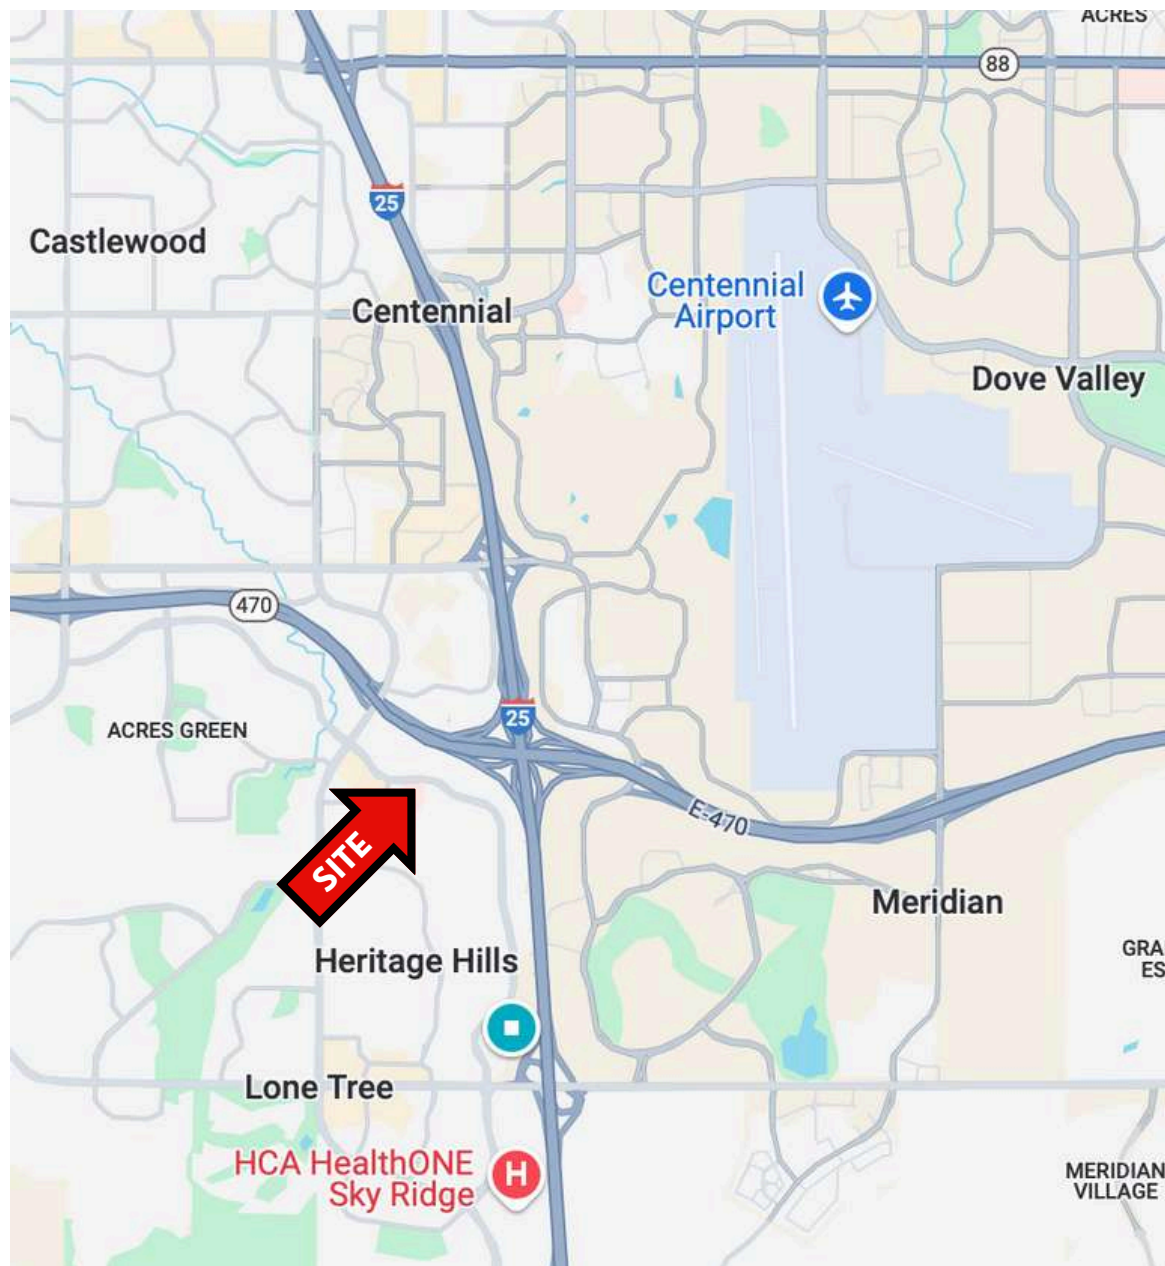 ACRES
88
25
Castlewood
Centennial
Airport
Centennial
Dove Valley
470
25
ACRES GREEN
E-470
SITE
Meridian
Heritage Hills
GRA
ES
Lone Tree
HCA HealthONE
Sky Ridge
H
MERIDIAN
VILLAGE